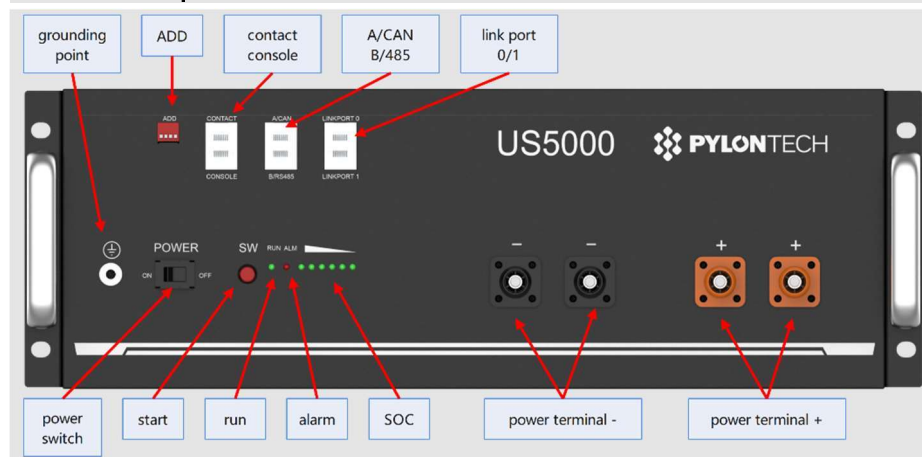 grounding
point
ADD
contact
console
A/CAN
B/485
link port
0/1
ADD
CONTACT
A/CAN
LINKPORT 0
CONSOLE
B/RS485
LINKPORT 1
US5000
PYLONTECH
POWER
ON
OFF
SW
RUN ALM
−
−
+
+
power
switch
start
run
alarm
SOC
power terminal -
power terminal +